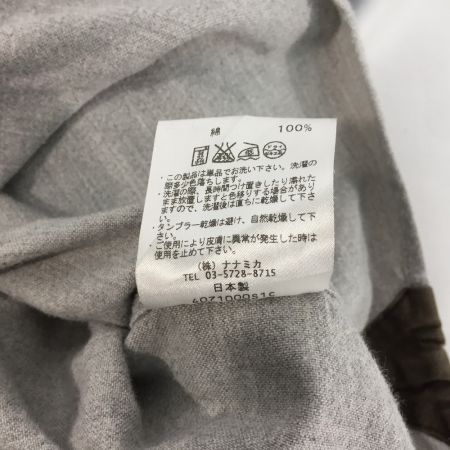 綿 100%
・この製品は単品でお洗い下さい。洗濯の
際多少色落ちします。
・洗濯の際、長時間つけ置きしたり濡れた
まま放置しますと色移りする場合があり
ますので、洗濯後は直ちに乾燥して下さ
い。
・タンブラー乾燥は避け、自然乾燥して下
さい。
・ご使用により皮膚に異常が発生した時は
使用を止めて下さい。
(株) ナナミカ
TEL 03-5728-8715
日本製